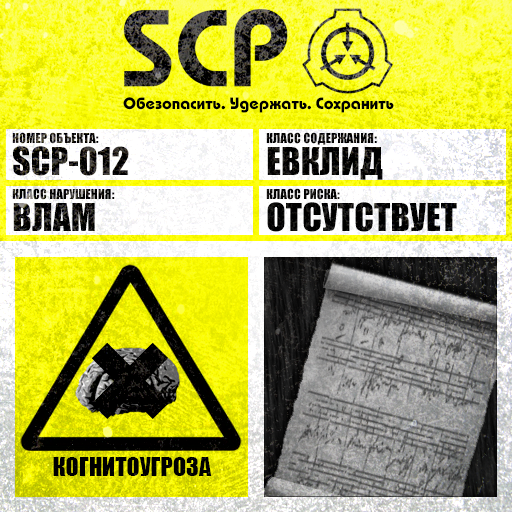 SCP
Обезопасить. Удержать. Сохранить
НОМЕР ОБЪЕКТА:
SCP-012
КЛАСС СОДЕРЖАНИЯ:
ЕВКЛИД
КЛАСС НАРУШЕНИЯ:
ВЛАМ
КЛАСС РИСКА:
ОТСУТСТВУЕТ
КОГНИТОУГРОЗА